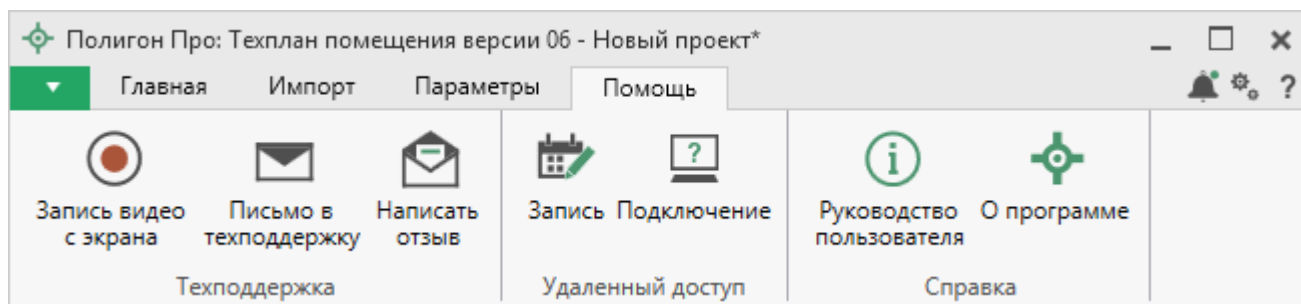 Полигон Про: Техплан помещения версии 06 - Новый проект*
Главная Импорт Параметры Помощь ?
?
Запись видео Письмо в Написать Запись Подключение Руководство О программе
с экрана техподдержку отзыв пользователя
Техподдержка Удаленный доступ Справка